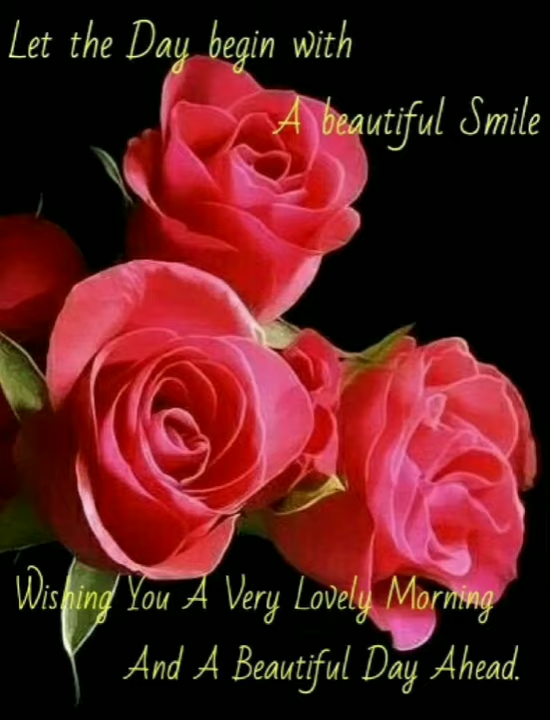 Let the Day begin with
A beautiful Smile
Wishing You A Very Lovely Morning
And A Beautiful Day Ahead.